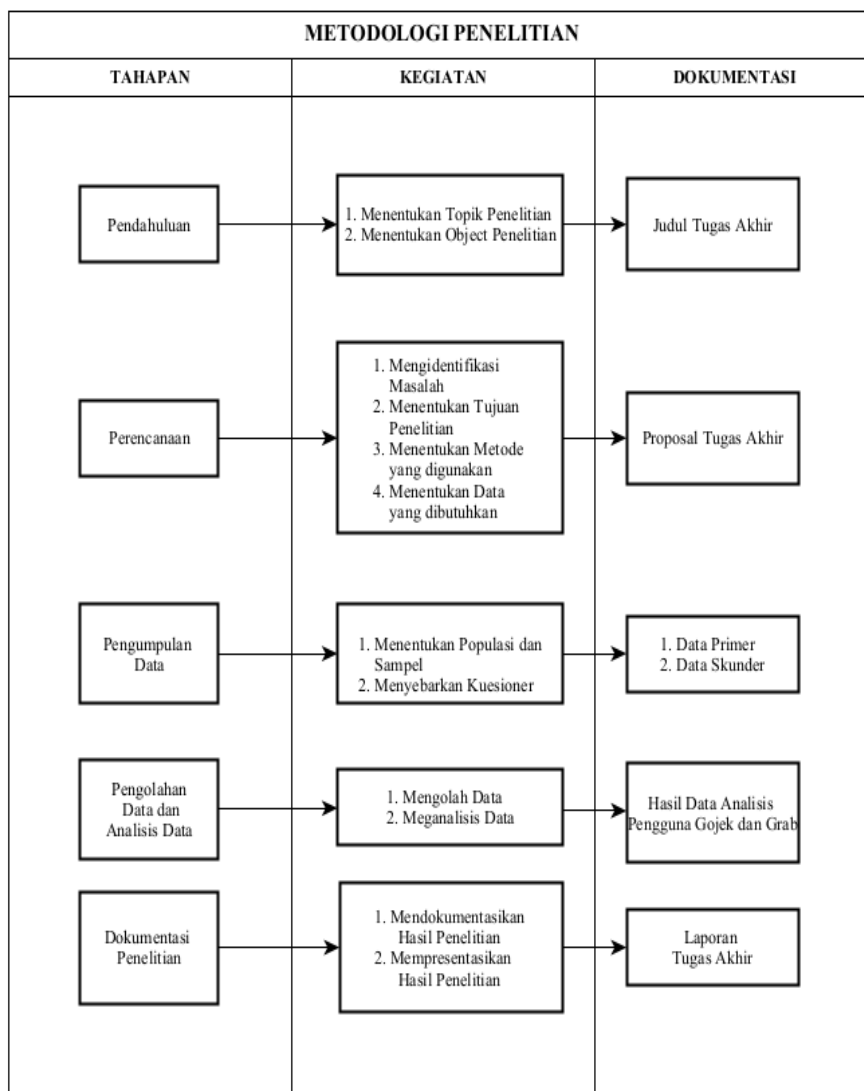 METODOLOGI PENELITIAN
TAHAPAN
KEGIATAN
DOKUMENTASI
Pendahuluan
1. Menentukan Topik Penelitian
2. Menentukan Object Penelitian
Judul Tugas Akhir
Perencanaan
1. Mengidentifikasi
Masalah
2. Menentukan Tujuan
Penelitian
3. Menentukan Metode
yang digunakan
4. Menentukan Data
yang dibutuhkan
Proposal Tugas Akhir
Pengumpulan
Data
1. Menentukan Populasi dan
Sampel
2. Menyebarkan Kuesioner
1. Data Primer
2. Data Skunder
Pengolahan
Data dan
Analisis Data
1. Mengolah Data
2. Meganalisis Data
Hasil Data Analisis
Pengguna Gojek dan Grab
Dokumentasi
Penelitian
1. Mendokumentasikan
Hasil Penelitian
2. Mempresentasikan
Hasil Penelitian
Laporan
Tugas Akhir